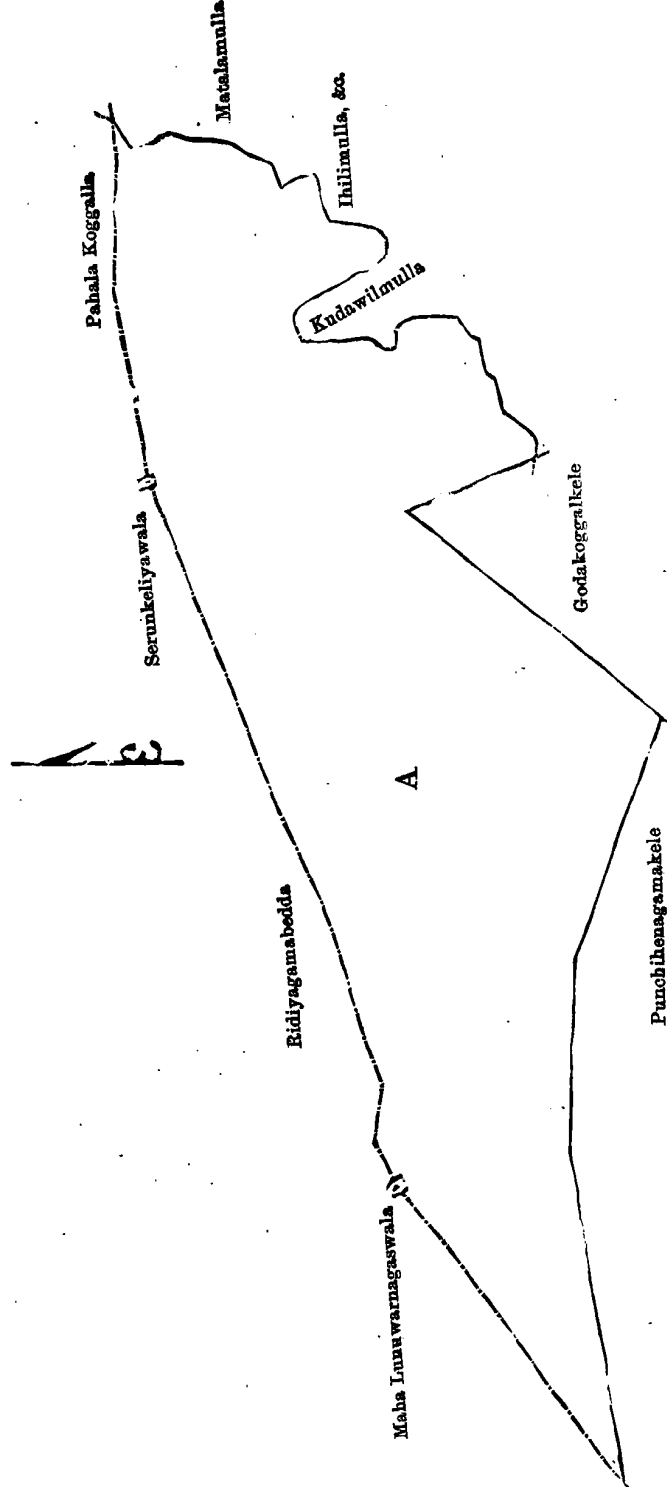 Matalamulla
Pahala Koggalla
Ihilimulla, &c.
Kudawilmulla
Serunkeliyawala
Godakoggalkele
A
Ridiyagamabedda
Punchihenagamakele
Maha Lunuwarnagaswala